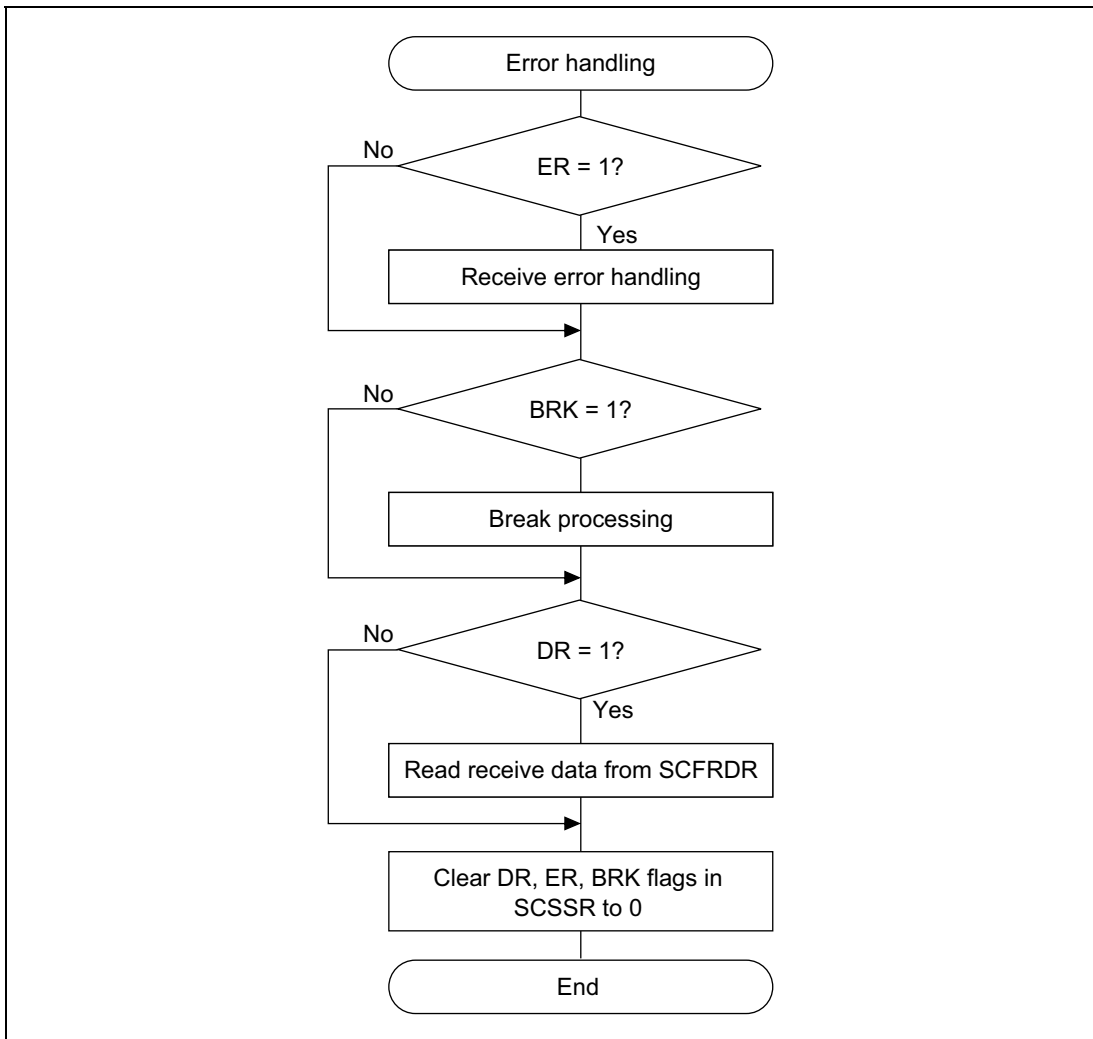 Error handling
No
ER = 1?
Yes
Receive error handling
No
BRK = 1?
Break processing
No
DR = 1?
Yes
Read receive data from SCFRDR
Clear DR, ER, BRK flags in
SCSSR to 0
End